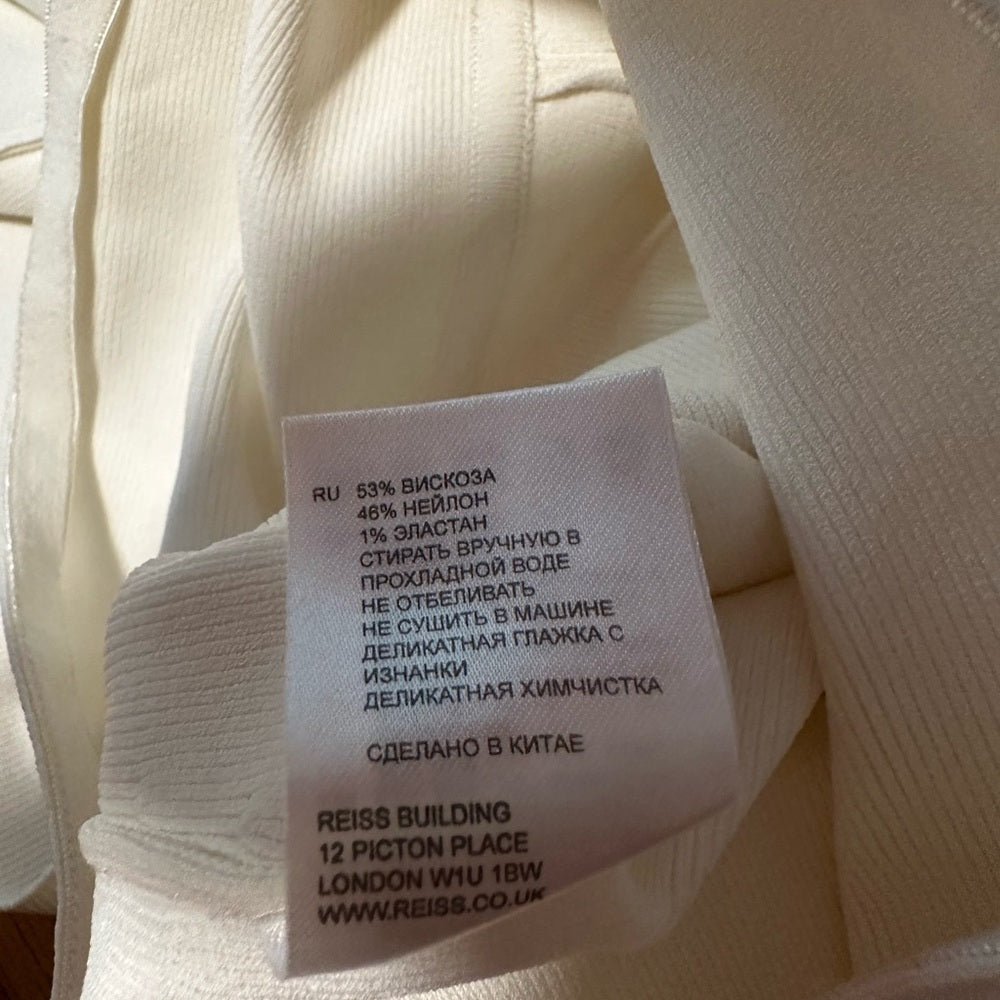 RU 53% ВИСКОЗА
46% НЕЙЛОН
1% ЭЛАСТАН
СТИРАТЬ ВРУЧНУЮ В
ПРОХЛАДНОЙ ВОДЕ
НЕ ОТБЕЛИВАТЬ
НЕ СУШИТЬ В МАШИНЕ
ДЕЛИКАТНАЯ ГЛАЖКА С
ИЗНАНКИ
ДЕЛИКАТНАЯ ХИМЧИСТКА
СДЕЛАНО В КИТАЕ
REISS BUILDING
12 PICTON PLACE
LONDON W1U 1BW
WWW.REISS.CO.UK